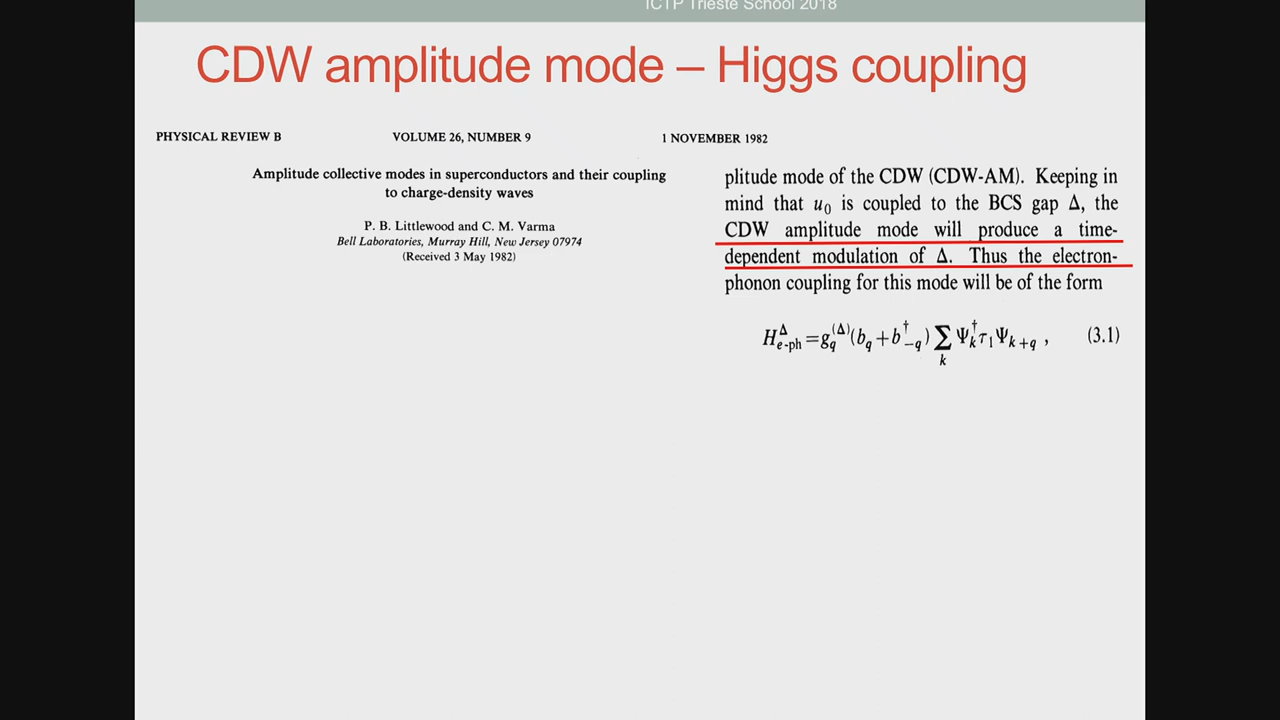 ICTP Trieste School 2018
CDW amplitude mode – Higgs coupling
PHYSICAL REVIEW B VOLUME 26, NUMBER 9 1 NOVEMBER 1982
Amplitude collective modes in superconductors and their coupling
to charge-density waves
P. B. Littlewood and C. M. Varma
Bell Laboratories, Murray Hill, New Jersey 07974
(Received 3 May 1982)
plitude mode of the CDW (CDW-AM). Keeping in
mind that u₀ is coupled to the BCS gap Δ, the
CDW amplitude mode will produce a time-
dependent modulation of Δ. Thus the electron-
phonon coupling for this mode will be of the form
H^Δ_{e-ph} = g_q^{(Δ)} (b_q + b^†_{-q}) ∑_k Ψ_k^† τ₁ Ψ_{k+q} , (3.1)